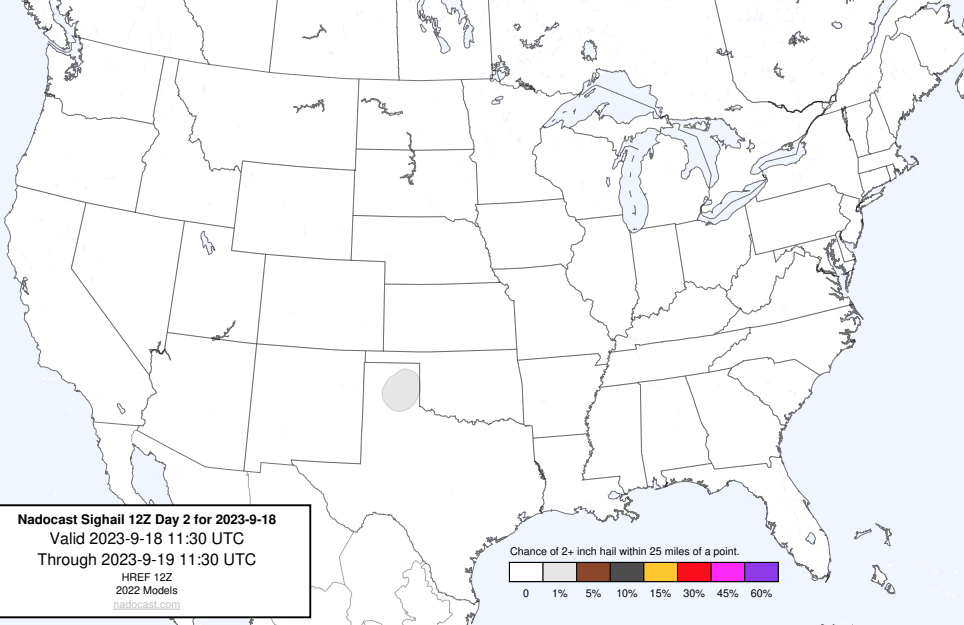 Nadocast Sighail 12Z Day 2 for 2023-9-18
Valid 2023-9-18 11:30 UTC
Through 2023-9-19 11:30 UTC
HREF 12Z
2022 Models
nadocast.com
Chance of 2+ inch hail within 25 miles of a point.
0 1% 5% 10% 15% 30% 45% 60%